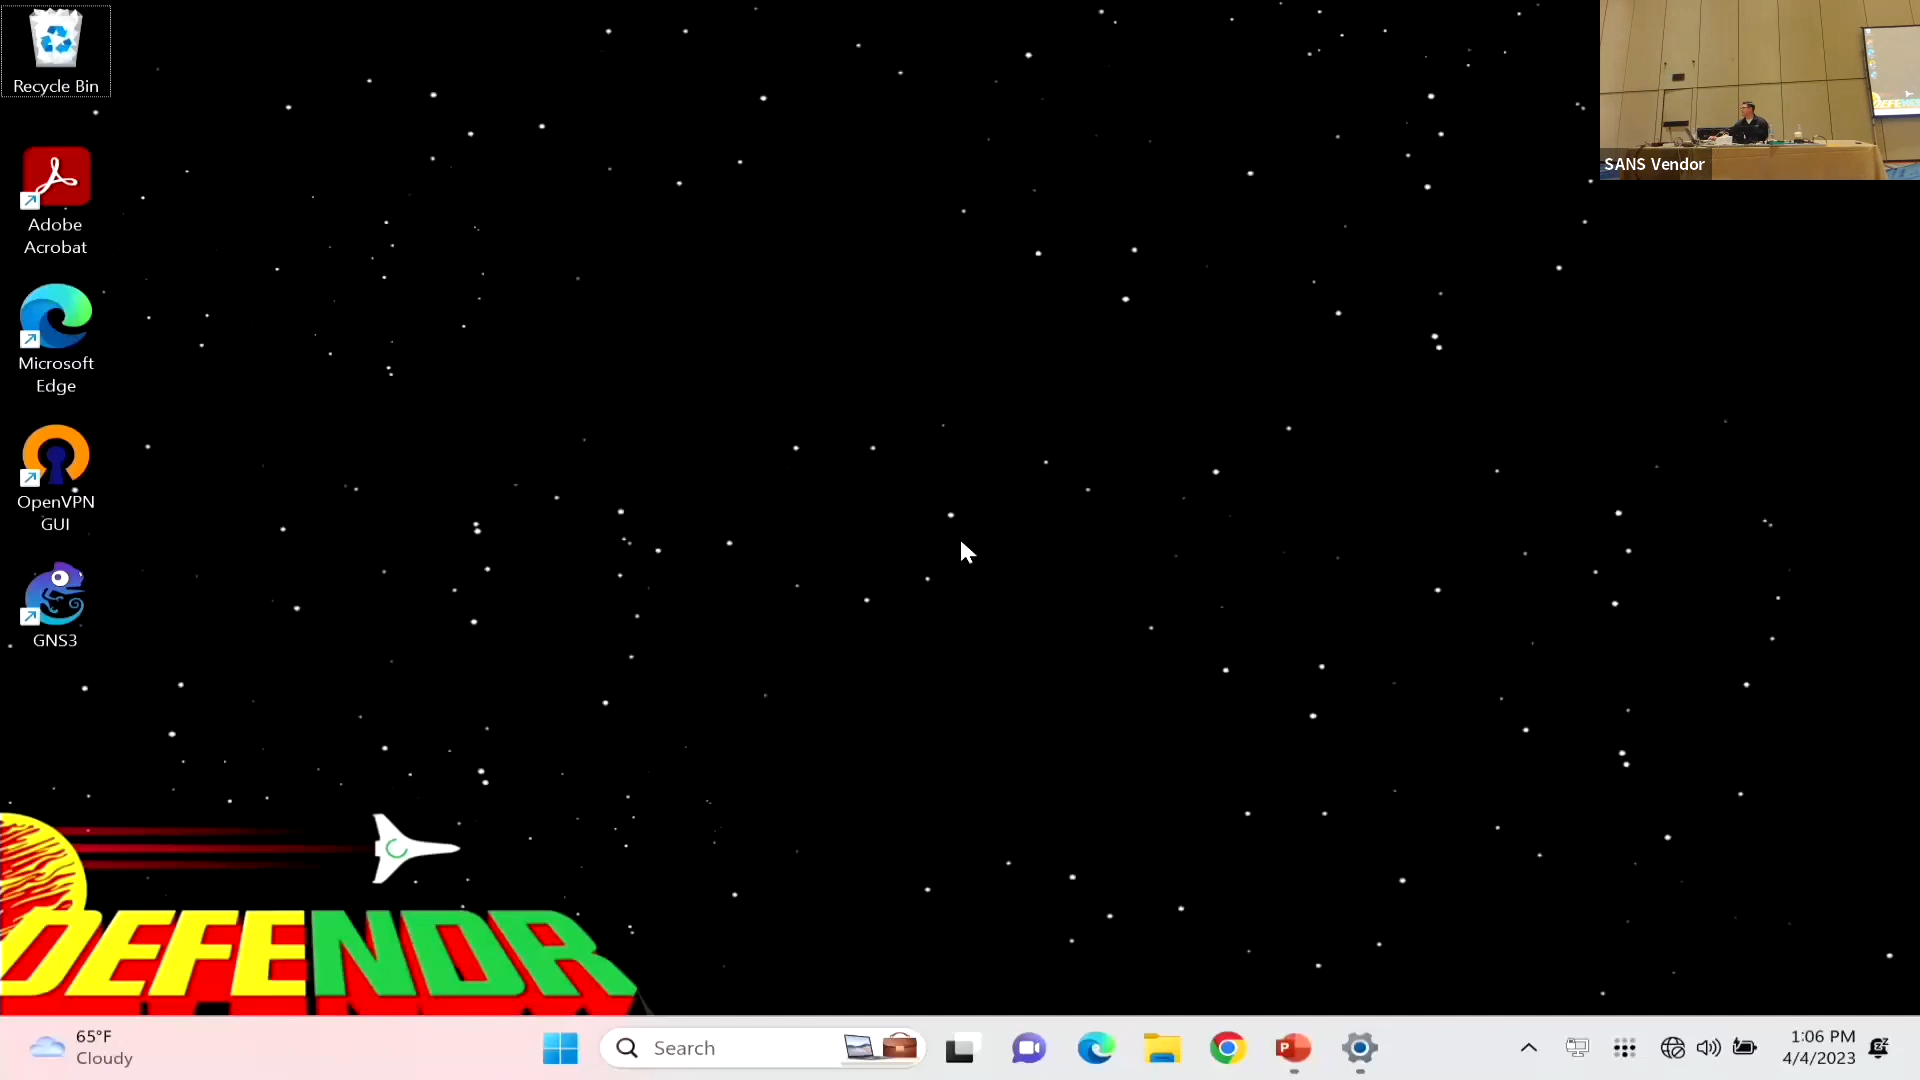 Recycle Bin
SANS Vendor
Adobe
Acrobat
Microsoft
Edge
OpenVPN
GUI
GNS3
DEFENDR
65°F
Cloudy
Search
1:06 PM
4/4/2023